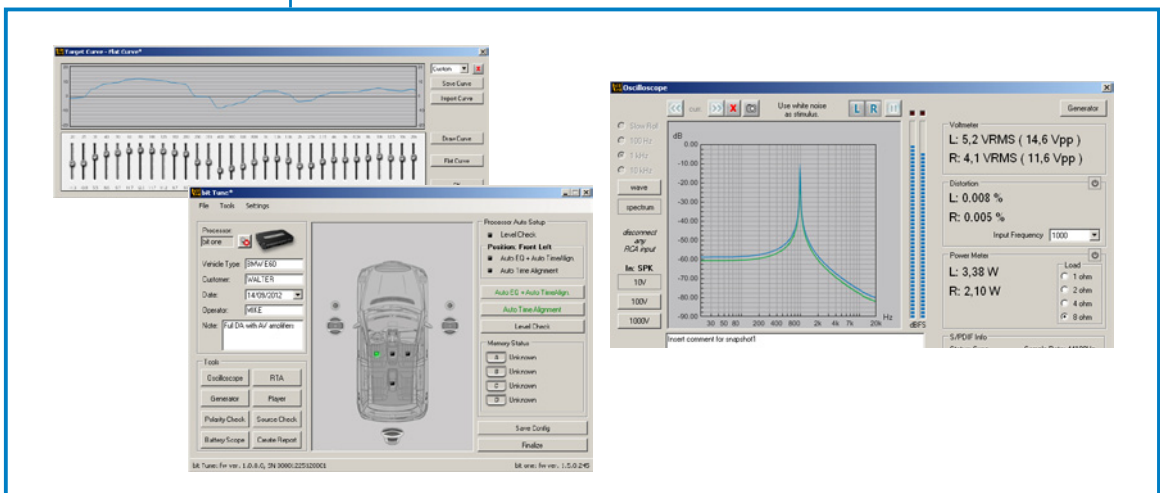 Target Curve - Flat Curve*
Custom
Save Curve
Import Curve
Draw Curve
Flat Curve
bit Tune*
File Tools Settings
Processor:
bit one
Vehicle Type: BMW E60
Customer: WALTER
Date: 14/09/2012
Operator: MIKE
Note: Full DA with AV amplifiers
Tools
Oscilloscope RTA
Generator Player
Polarity Check Source Check
Battery Scope Create Report
Processor Auto Setup
Level Check
Position: Front Left
Auto EQ + Auto TimeAlign.
Auto Time Alignment
Auto EQ + Auto TimeAlign.
Auto Time Alignment
Level Check
Memory Status
A Unknown
B Unknown
C Unknown
D Unknown
Save Config
Finalize
bit one: fw ver. 1.5.0.245
Oscilloscope
curr.
Use white noise
as stimulus.
L R
Generator
Slow Roll
100 Hz
1 kHz
10 kHz
wave
spectrum
disconnect
any
RCA input
In: SPK
10V
100V
1000V
dB
0.00
-10.00
-20.00
-30.00
-40.00
-50.00
-60.00
-70.00
-80.00
-90.00
30 50 80 200 400 800 2k 4k 7k 20k Hz
dBFS
Insert comment for snapshot1
Voltmeter
L: 5,2 VRMS ( 14,6 Vpp )
R: 4,1 VRMS ( 11,6 Vpp )
Distortion
L: 0.008 %
R: 0.005 %
Input Frequency 1000
Power Meter
L: 3,38 W
R: 2,10 W
Load
1 ohm
2 ohm
4 ohm
8 ohm
S/PDIF Info